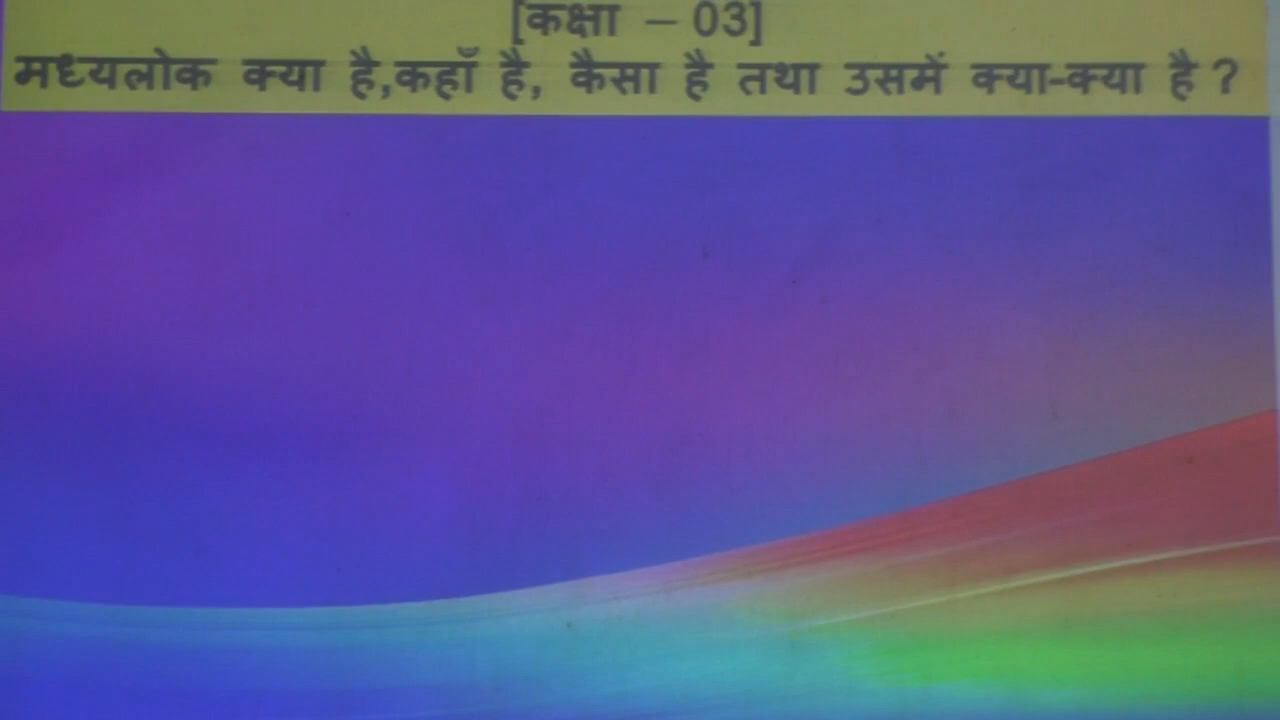 [कक्षा – 03]
मध्यलोक क्या है,कहाँ है, कैसा है तथा उसमें क्या-क्या है ?